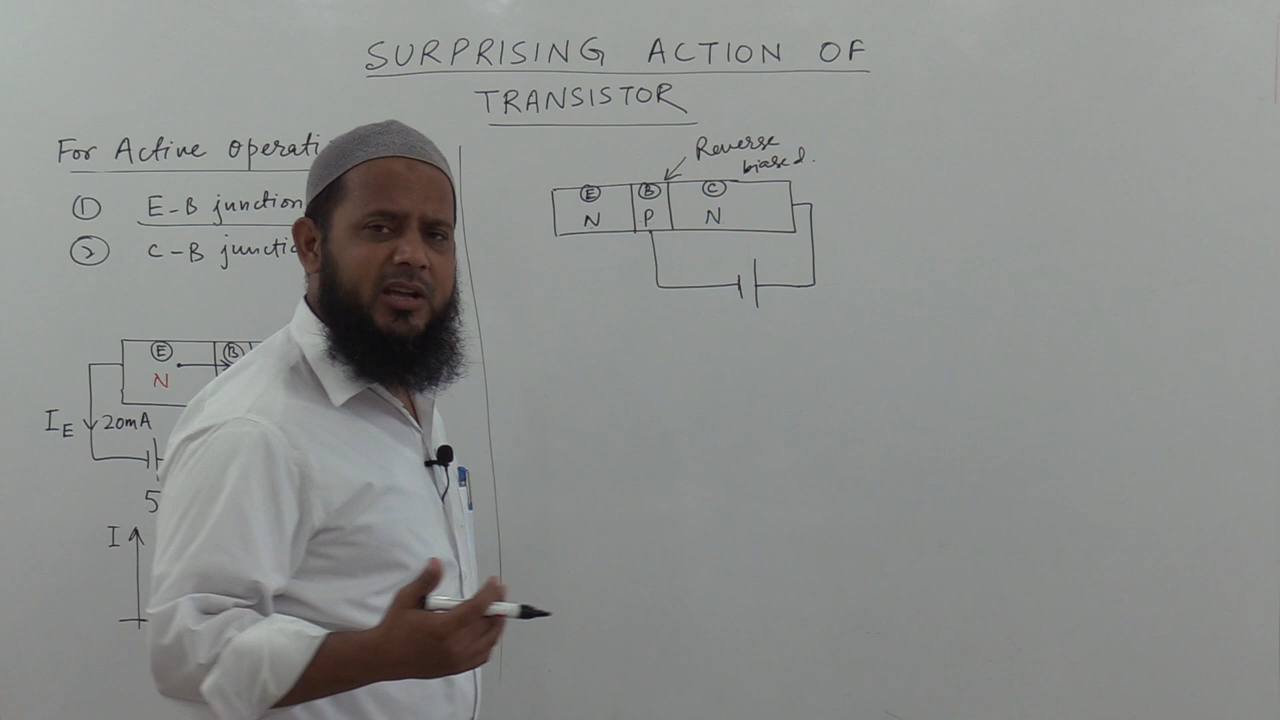 SURPRISING ACTION OF
TRANSISTOR
For Active Operati
① E-B junction
② C-B junctio
E B
N
I_E 20mA
5
I
Reverse
biased.
E B C
N P N